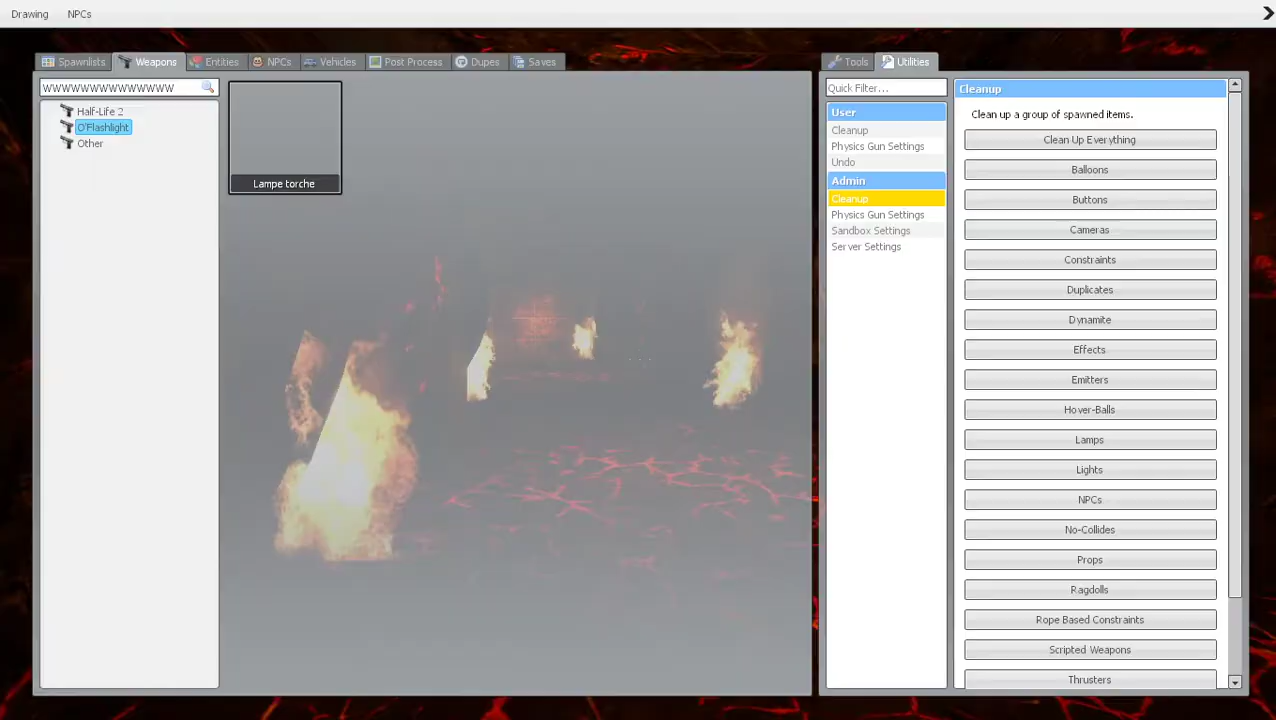 Drawing NPCs
Spawnlists Weapons Entities NPCs Vehicles Post Process Dupes Saves
Tools Utilities
WWWWWWWWWWWWWWW
Half-Life 2
O'Flashlight
Other
Lampe torche
Quick Filter...
User
Cleanup
Physics Gun Settings
Undo
Admin
Cleanup
Physics Gun Settings
Sandbox Settings
Server Settings
Cleanup
Clean up a group of spawned items.
Clean Up Everything
Balloons
Buttons
Cameras
Constraints
Duplicates
Dynamite
Effects
Emitters
Hover-Balls
Lamps
Lights
NPCs
No-Collides
Props
Ragdolls
Rope Based Constraints
Scripted Weapons
Thrusters